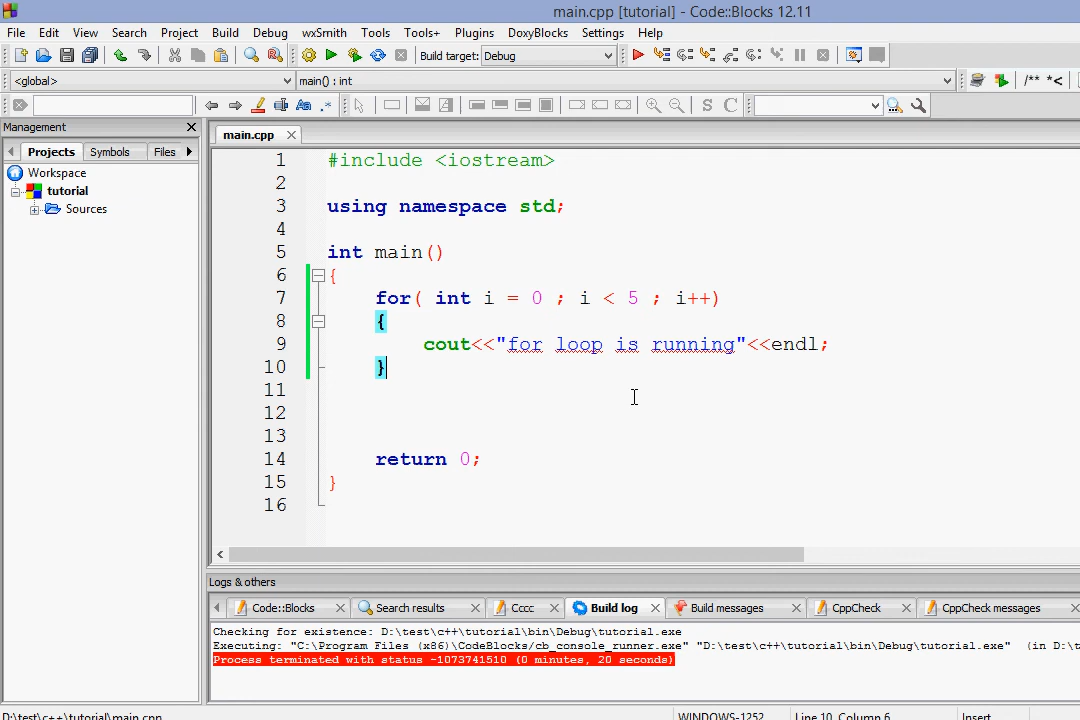 main.cpp [tutorial] - Code::Blocks 12.11
File Edit View Search Project Build Debug wxSmith Tools Tools+ Plugins DoxyBlocks Settings Help
Build target: Debug
<global> main() : int /** *<
S C
Management
Projects Symbols Files
Workspace
tutorial
Sources
main.cpp
1 #include <iostream>
2
3 using namespace std;
4
5 int main()
6 {
7 for( int i = 0 ; i < 5 ; i++)
8 {
9 cout<<"for loop is running"<<endl;
10 }
11
12
13
14 return 0;
15 }
16
Logs & others
Code::Blocks Search results Cccc Build log Build messages CppCheck CppCheck messages
Checking for existence: D:\test\c++\tutorial\bin\Debug\tutorial.exe
Executing: "C:\Program Files (x86)\CodeBlocks/cb_console_runner.exe" "D:\test\c++\tutorial\bin\Debug\tutorial.exe" (in D:\t
Process terminated with status -1073741510 (0 minutes, 20 seconds)
D:\test\c++\tutorial\main.cpp WINDOWS-1252 Line 10, Column 6 Insert